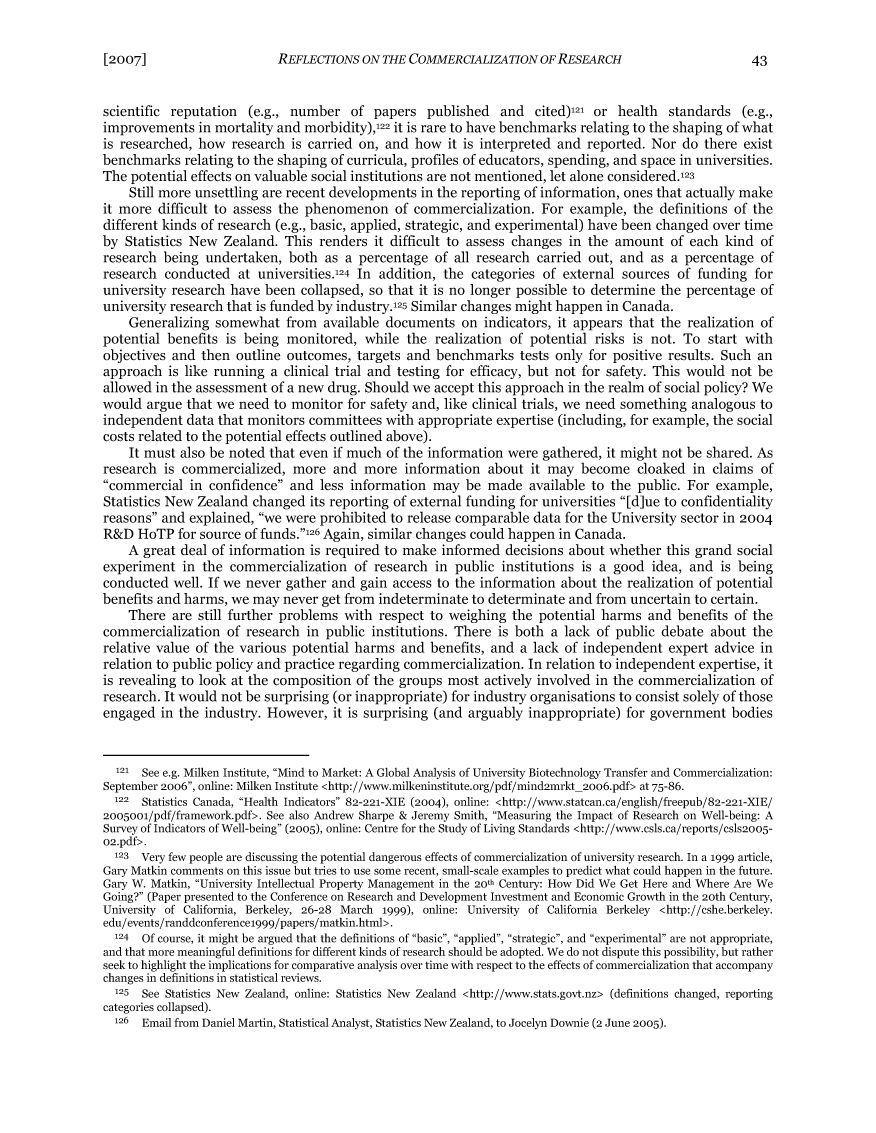 [2007] REFLECTIONS ON THE COMMERCIALIZATION OF RESEARCH 43
scientific reputation (e.g., number of papers published and cited)121 or health standards (e.g.,
improvements in mortality and morbidity),122 it is rare to have benchmarks relating to the shaping of what
is researched, how research is carried on, and how it is interpreted and reported. Nor do there exist
benchmarks relating to the shaping of curricula, profiles of educators, spending, and space in universities.
The potential effects on valuable social institutions are not mentioned, let alone considered.123
Still more unsettling are recent developments in the reporting of information, ones that actually make
it more difficult to assess the phenomenon of commercialization. For example, the definitions of the
different kinds of research (e.g., basic, applied, strategic, and experimental) have been changed over time
by Statistics New Zealand. This renders it difficult to assess changes in the amount of each kind of
research being undertaken, both as a percentage of all research carried out, and as a percentage of
research conducted at universities.124 In addition, the categories of external sources of funding for
university research have been collapsed, so that it is no longer possible to determine the percentage of
university research that is funded by industry.125 Similar changes might happen in Canada.
Generalizing somewhat from available documents on indicators, it appears that the realization of
potential benefits is being monitored, while the realization of potential risks is not. To start with
objectives and then outline outcomes, targets and benchmarks tests only for positive results. Such an
approach is like running a clinical trial and testing for efficacy, but not for safety. This would not be
allowed in the assessment of a new drug. Should we accept this approach in the realm of social policy? We
would argue that we need to monitor for safety and, like clinical trials, we need something analogous to
independent data that monitors committees with appropriate expertise (including, for example, the social
costs related to the potential effects outlined above).
It must also be noted that even if much of the information were gathered, it might not be shared. As
research is commercialized, more and more information about it may become cloaked in claims of
“commercial in confidence” and less information may be made available to the public. For example,
Statistics New Zealand changed its reporting of external funding for universities “[d]ue to confidentiality
reasons” and explained, “we were prohibited to release comparable data for the University sector in 2004
R&D HoTP for source of funds.”126 Again, similar changes could happen in Canada.
A great deal of information is required to make informed decisions about whether this grand social
experiment in the commercialization of research in public institutions is a good idea, and is being
conducted well. If we never gather and gain access to the information about the realization of potential
benefits and harms, we may never get from indeterminate to determinate and from uncertain to certain.
There are still further problems with respect to weighing the potential harms and benefits of the
commercialization of research in public institutions. There is both a lack of public debate about the
relative value of the various potential harms and benefits, and a lack of independent expert advice in
relation to public policy and practice regarding commercialization. In relation to independent expertise, it
is revealing to look at the composition of the groups most actively involved in the commercialization of
research. It would not be surprising (or inappropriate) for industry organisations to consist solely of those
engaged in the industry. However, it is surprising (and arguably inappropriate) for government bodies
121 See e.g. Milken Institute, “Mind to Market: A Global Analysis of University Biotechnology Transfer and Commercialization:
September 2006”, online: Milken Institute <http://www.milkeninstitute.org/pdf/mind2mrkt_2006.pdf> at 75-86.
122 Statistics Canada, “Health Indicators” 82-221-XIE (2004), online: <http://www.statcan.ca/english/freepub/82-221-XIE/
2005001/pdf/framework.pdf>. See also Andrew Sharpe & Jeremy Smith, “Measuring the Impact of Research on Well-being: A
Survey of Indicators of Well-being” (2005), online: Centre for the Study of Living Standards <http://www.csls.ca/reports/csls2005-
02.pdf>.
123 Very few people are discussing the potential dangerous effects of commercialization of university research. In a 1999 article,
Gary Matkin comments on this issue but tries to use some recent, small-scale examples to predict what could happen in the future.
Gary W. Matkin, “University Intellectual Property Management in the 20th Century: How Did We Get Here and Where Are We
Going?” (Paper presented to the Conference on Research and Development Investment and Economic Growth in the 20th Century,
University of California, Berkeley, 26-28 March 1999), online: University of California Berkeley <http://cshe.berkeley.
edu/events/randdconference1999/papers/matkin.html>.
124 Of course, it might be argued that the definitions of “basic”, “applied”, “strategic”, and “experimental” are not appropriate,
and that more meaningful definitions for different kinds of research should be adopted. We do not dispute this possibility, but rather
seek to highlight the implications for comparative analysis over time with respect to the effects of commercialization that accompany
changes in definitions in statistical reviews.
125 See Statistics New Zealand, online: Statistics New Zealand <http://www.stats.govt.nz> (definitions changed, reporting
categories collapsed).
126 Email from Daniel Martin, Statistical Analyst, Statistics New Zealand, to Jocelyn Downie (2 June 2005).